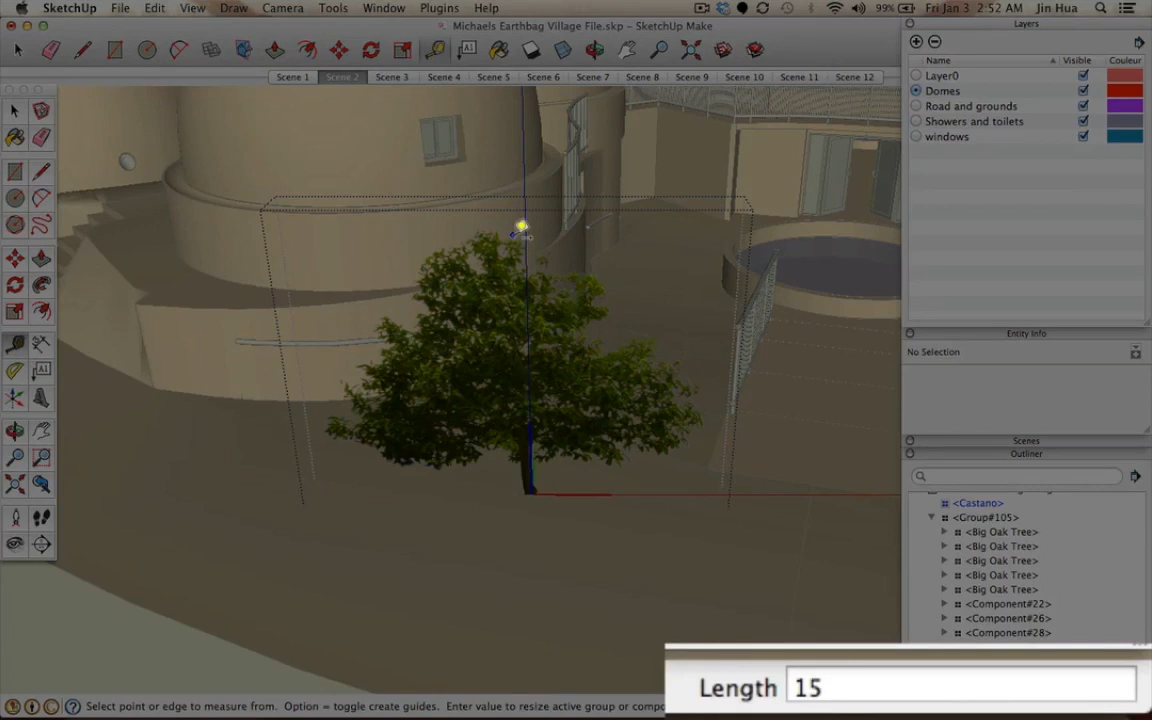 SketchUp File Edit View Draw Camera Tools Window Plugins Help 99% Fri Jan 3 2:52 AM Jin Hua
Michaels Earthbag Village File.skp - SketchUp Make
Scene 1 Scene 2 Scene 3 Scene 4 Scene 5 Scene 6 Scene 7 Scene 8 Scene 9 Scene 10 Scene 11 Scene 12
Layers
Name Visible Couleur
Layer0
Domes
Road and grounds
Showers and toilets
windows
Entity Info
No Selection
Scenes
Outliner
<Castano>
<Group#105>
<Big Oak Tree>
<Big Oak Tree>
<Big Oak Tree>
<Big Oak Tree>
<Big Oak Tree>
<Component#22>
<Component#26>
<Component#28>
Length 15
Select point or edge to measure from. Option = toggle create guides. Enter value to resize active group or compo